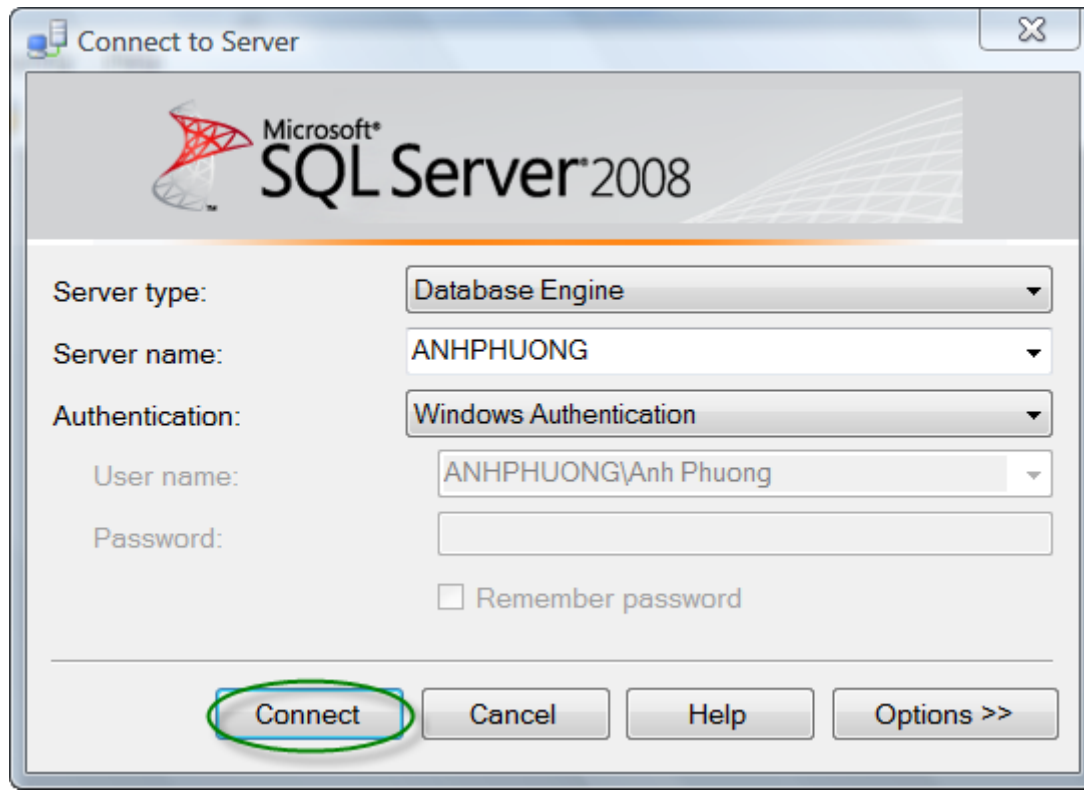 Connect to Server
Microsoft®
SQL Server® 2008
™
Server type: Database Engine
Server name: ANHPHUONG
Authentication: Windows Authentication
User name: ANHPHUONG\Anh Phuong
Password:
Remember password
Connect Cancel Help Options >>